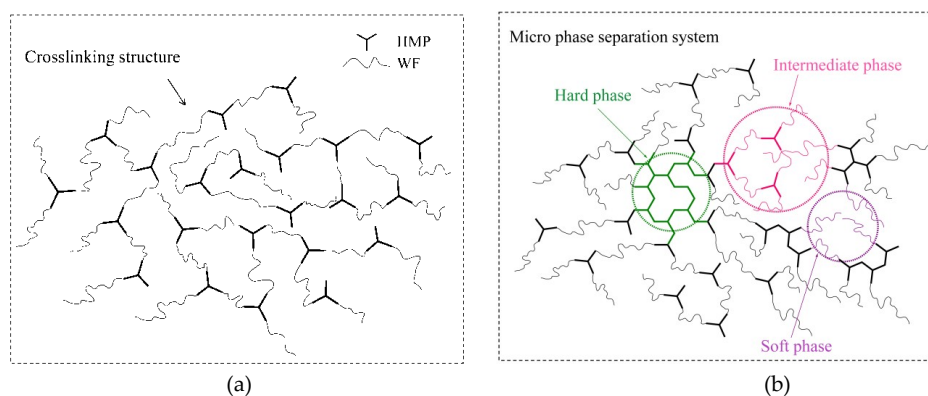 Crosslinking structure
HMP
WF
(a)
Micro phase separation system
Intermediate phase
Hard phase
Soft phase
(b)